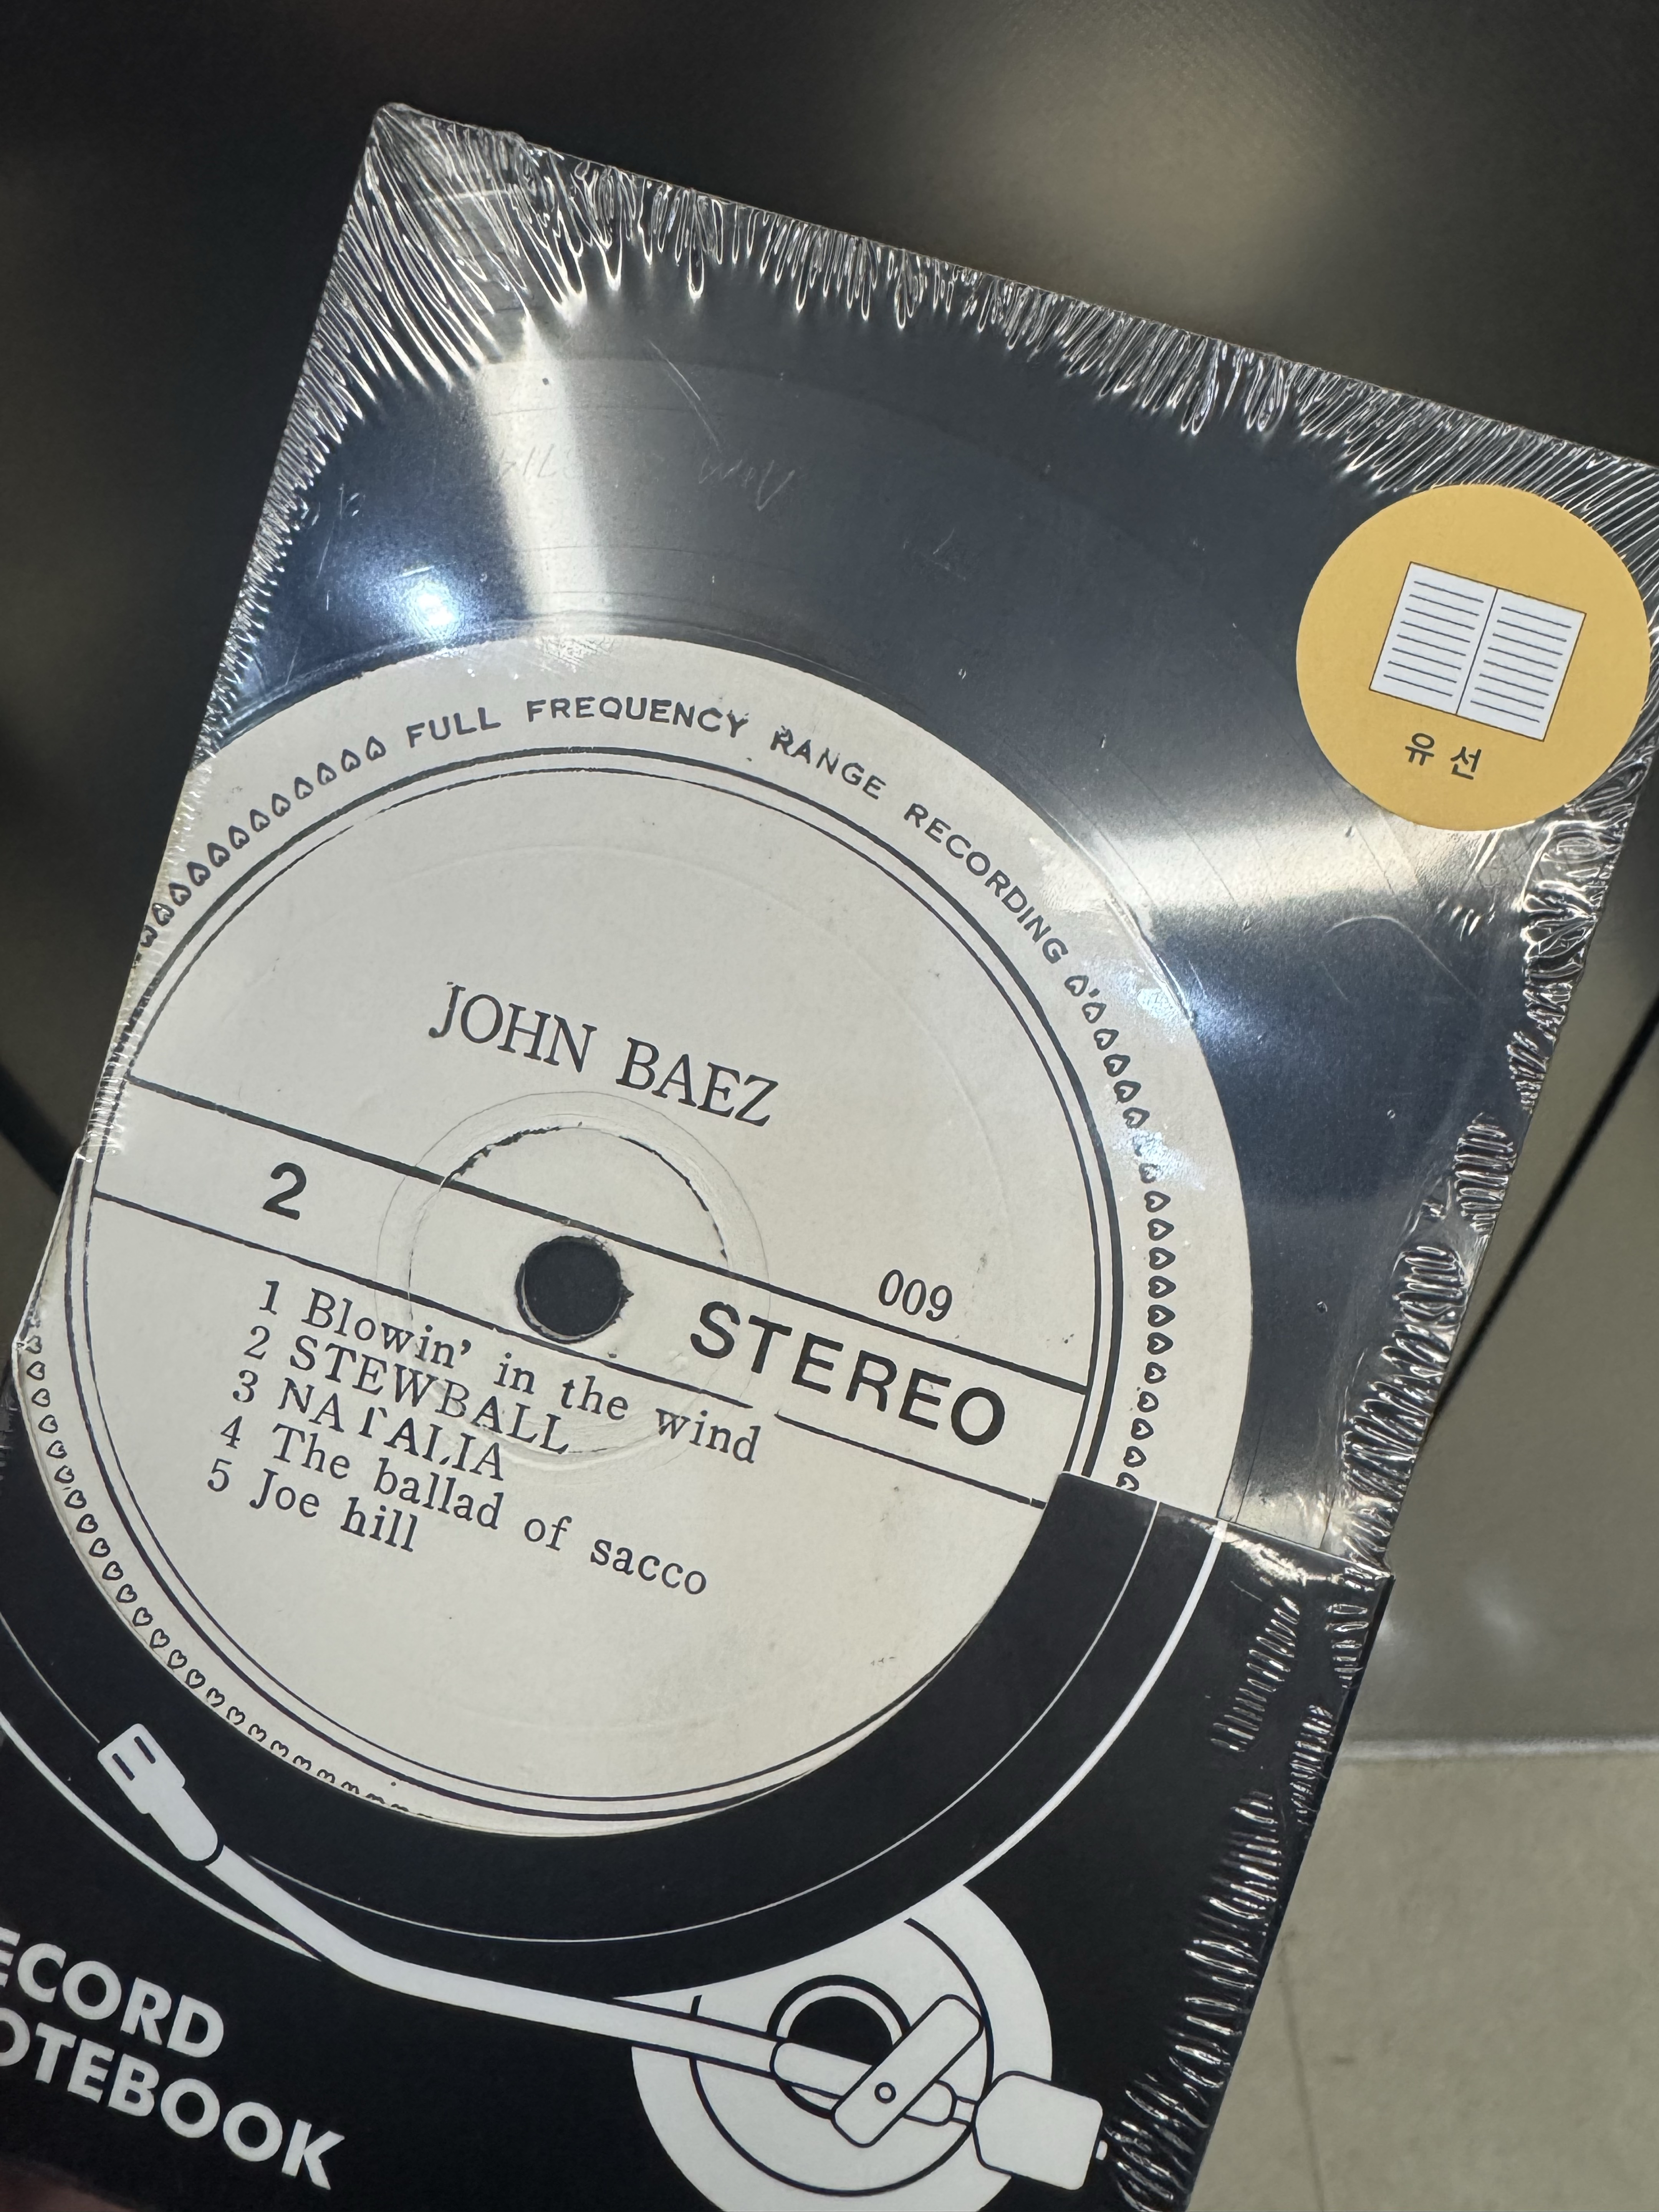 유선
FULL FREQUENCY RANGE RECORDING
JOHN BAEZ
009
2 STEREO
1 Blowin' in the wind
2 STEWBALL
3 NATALIA
4 The ballad of sacco
5 Joe hill
ECORD
OTEBOOK